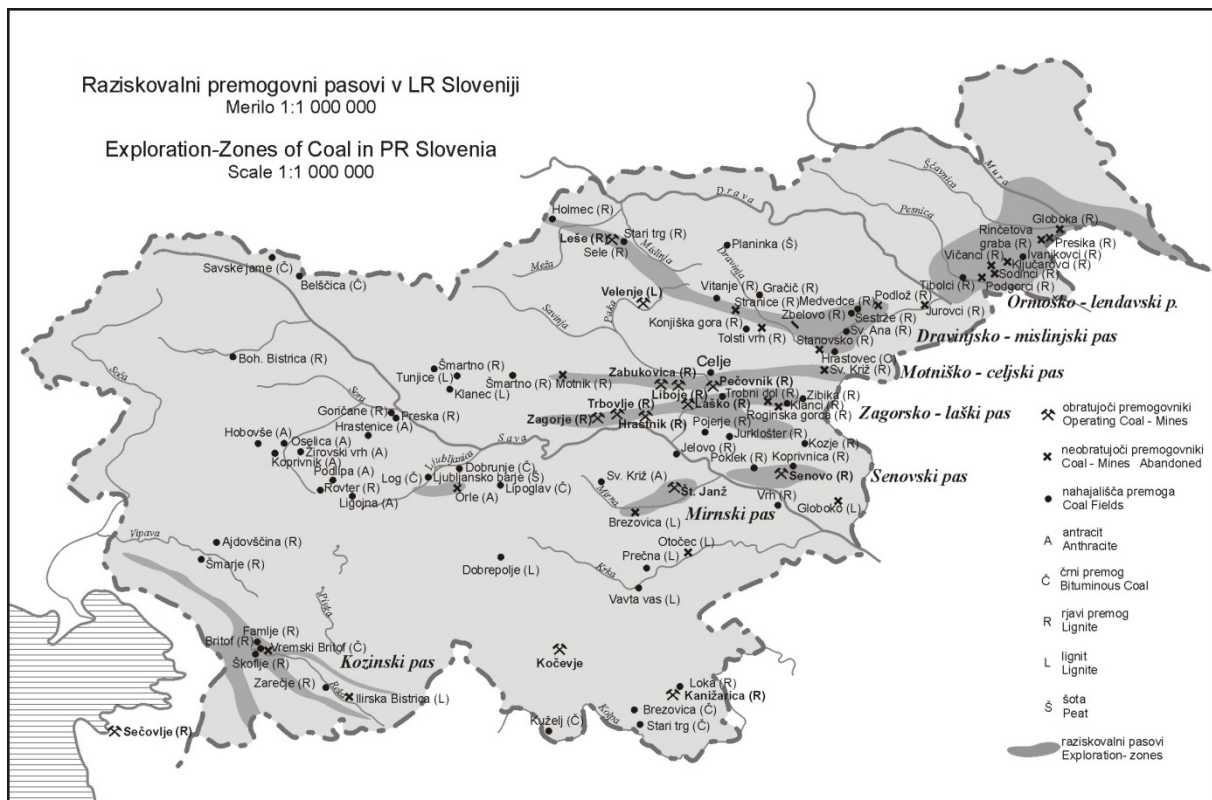 Raziskovalni premogovni pasovi v LR Sloveniji
Merilo 1:1 000 000
Exploration-Zones of Coal in PR Slovenia
Scale 1:1 000 000
Ščavnica
Mura
Drava
Pesnica
Holmec (R)
Globoka (R)
Leše (R)
Stari trg (R)
Sele (R)
Mislinja
Planinka (Š)
Rinčetova
graba (R)
Presika (R)
Ivanikovci (R)
Vičanci (R)
Ključarovci (R)
Sodinci (R)
Meža
Dravinja
Savske jame (Č)
Belščica (Č)
Tibolci (R)
Podgorci (R)
Velenje (L)
Paka
Vitanje (R)
Gračič (R)
Stranice (R)
Medvedce (R)
Podlož (R)
Ormoško - lendavski p.
Savinja
Zbelovo (R)
Sestrže (R)
Jurovci (R)
Konjiška gora (R)
Tolsti vrh (R)
Sv. Ana (R)
Stanovsko (R)
Dravinjsko - mislinjski pas
Soča
Boh. Bistrica (R)
Šmartno (R)
Celje
Hrastovec (O)
Tunjice (L)
Šmartno (R)
Motnik (R)
Zabukovica (R)
Pečovnik (R)
Sv. Križ (R)
Motniško - celjski pas
Klanec (L)
Liboje (R)
Trobni dol (R)
Zibika (R)
Sora
Trbovlje (R)
Laško (R)
Klanci (R)
Goričane (R)
Preska (R)
Zagorje (R)
Hrastnik (R)
Roginska gorda (R)
Zagorsko - laški pas
Hrastenice (A)
Pojerje (R)
Jurklošter (R)
Hobovše (A)
Oselica (A)
Sava
Kozje (R)
Žirovski vrh (A)
Koprivnik (A)
Ljubljanica
Jelovo (R)
Poklek (R)
Koprivnica (R)
Podlipa (A)
Log (Č)
Dobrunje (Č)
Ljubljansko barje (Š)
Senovo (R)
Senovski pas
Rovter (R)
Lipoglav (Č)
Sv. Križ (A)
Št. Janž
Ligojna (A)
Orle (A)
Mirna
Vrh (R)
Globoko (L)
Brezovica (L)
Mirnski pas
Vipava
Ajdovščina (R)
Otočec (L)
Šmarje (R)
Dobrepolje (L)
Prečna (L)
Krka
Vavta vas (L)
Pivka
Famlje (R)
Britof (R)
Vremski Britof (Č)
Škoflje (R)
Kozinski pas
Kočevje
Zarečje (R)
Reka
Ilirska Bistrica (L)
Loka (R)
Kanižarica (R)
Brezovica (Č)
Kolpa
Stari trg (Č)
Kuželj (Č)
Sečovlje (R)
obratujoči premogovniki
Operating Coal - Mines
neobratujoči premogovniki
Coal - Mines Abandoned
nahajališča premoga
Coal Fields
A
antracit
Anthracite
Č
črni premog
Bituminous Coal
R
rjavi premog
Lignite
L
lignit
Lignite
Š
šota
Peat
raziskovalni pasovi
Exploration- zones